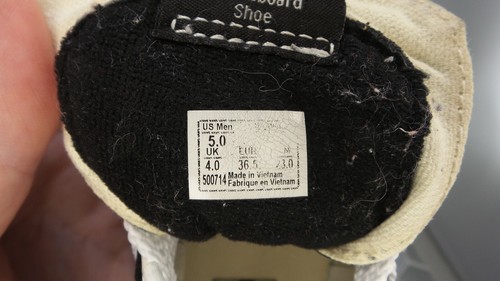 Shoe
US Men
5.0
UK EUR
4.0 36.5 23.0
500714 Made in Vietnam
Fabrique en Vietnam